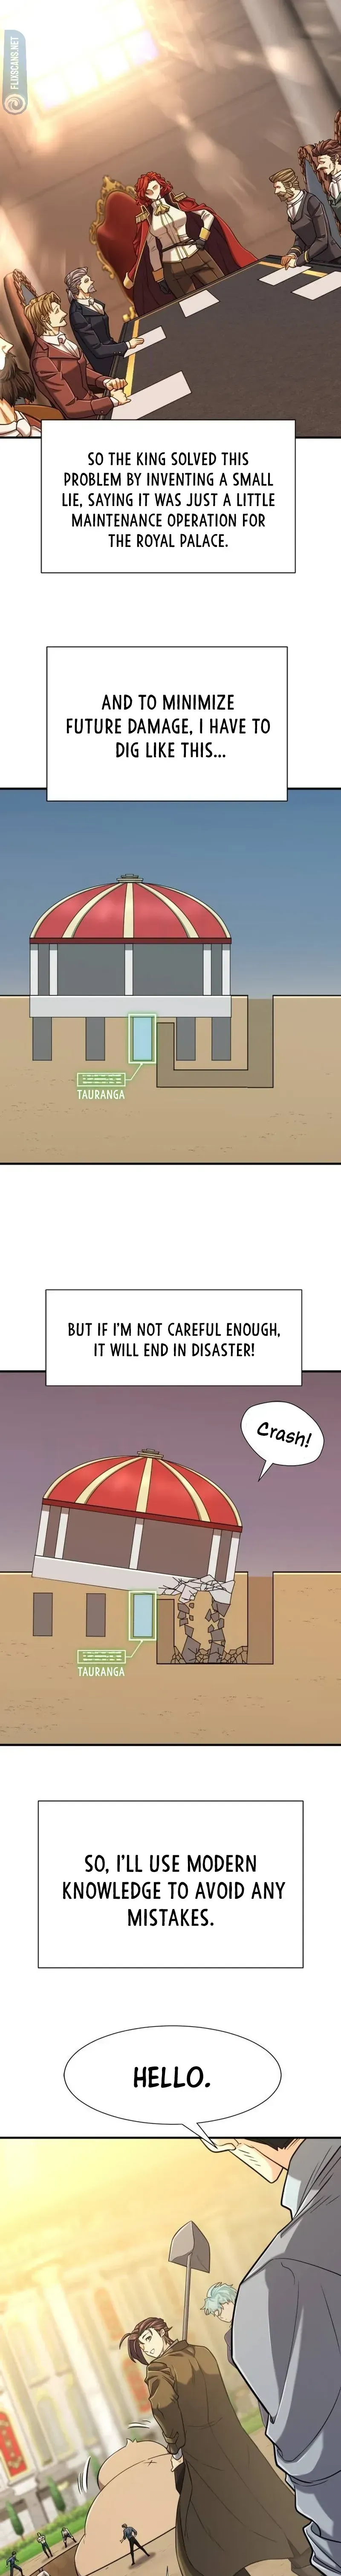 FLIXSCANS.NET
SO THE KING SOLVED THIS
PROBLEM BY INVENTING A SMALL
LIE, SAYING IT WAS JUST A LITTLE
MAINTENANCE OPERATION FOR
THE ROYAL PALACE.
AND TO MINIMIZE
FUTURE DAMAGE, I HAVE TO
DIG LIKE THIS...
TAURANGA
BUT IF I'M NOT CAREFUL ENOUGH,
IT WILL END IN DISASTER!
Crash!
TAURANGA
SO, I'LL USE MODERN
KNOWLEDGE TO AVOID ANY
MISTAKES.
HELLO.